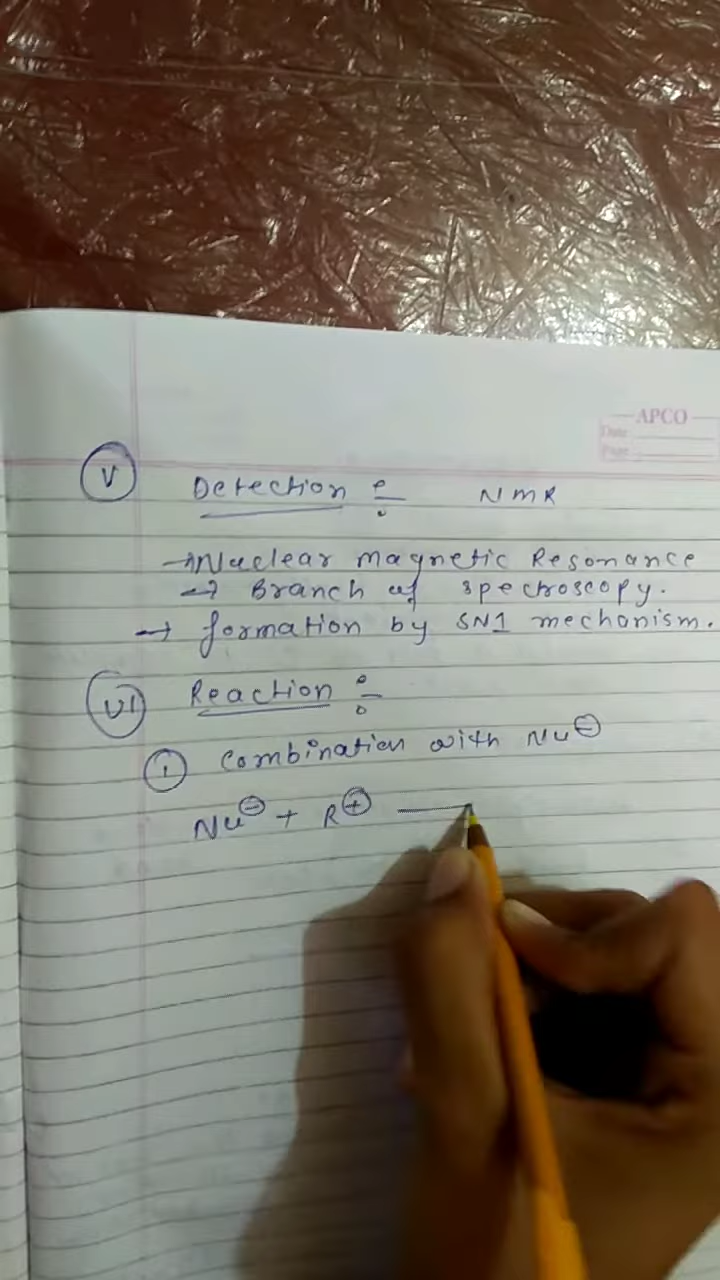 APCO
Date
Page
V Detection : NMR
→ Nuclear magnetic Resonance
→ Branch of spectroscopy.
→ formation by SN1 mechanism.
VI Reaction :
1 Combination with Nu⊖
Nu⊖ + R⊕ —